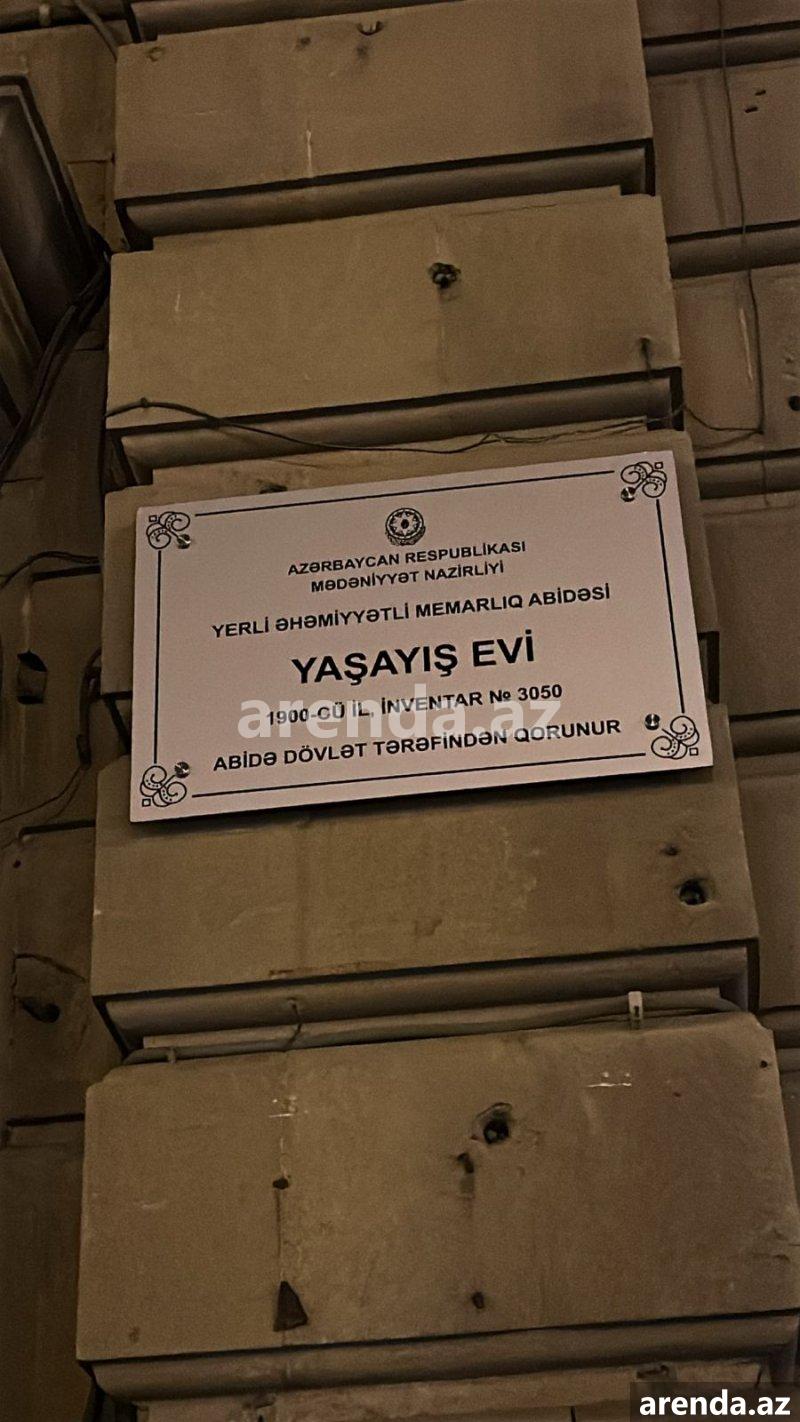 AZƏRBAYCAN RESPUBLİKASI
MƏDƏNİYYƏT NAZİRLİYİ
YERLİ ƏHƏMİYYƏTLİ MEMARLIQ ABİDƏSİ
YAŞAYIŞ EVİ
1900-CÜ İL, İNVENTAR № 3050
arenda.az
ABİDƏ DÖVLƏT TƏRƏFİNDƏN QORUNUR
arenda.az